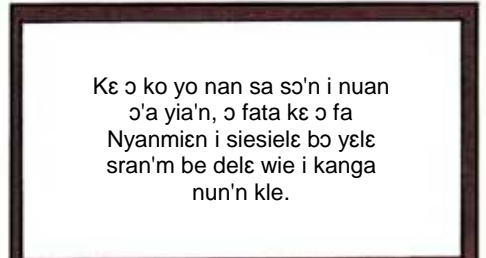 Kɛ ɔ ko yo nan sa sɔ'n i nuan
ɔ'a yia'n, ɔ fata kɛ ɔ fa
Nyanmiɛn i siesielɛ bɔ yɛlɛ
sran'm be delɛ wie i kanga
nun'n kle.